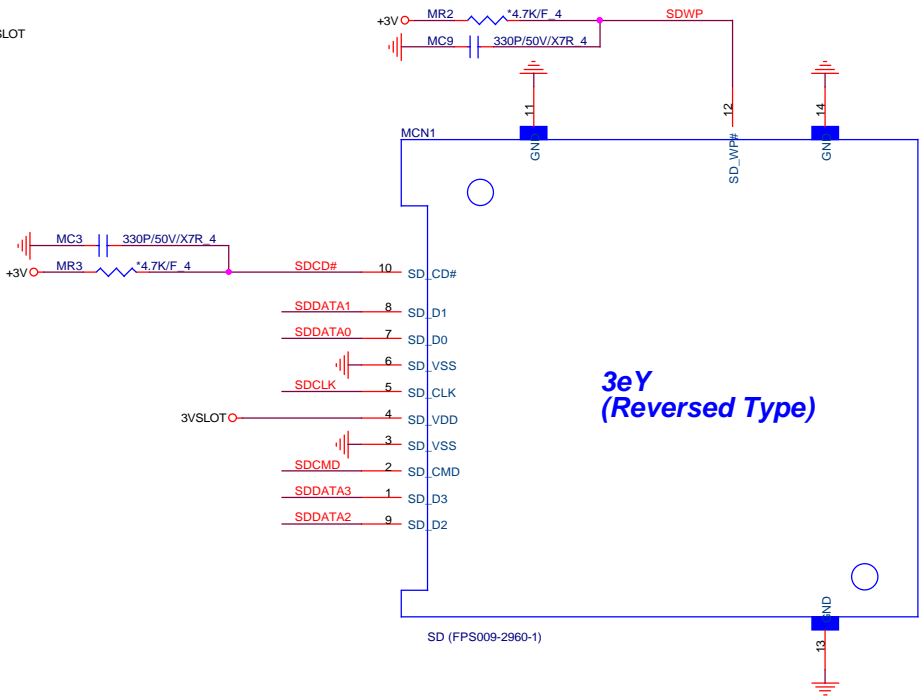 +3V MR2 *4.7K/F_4 SDWP
SLOT
MC9 330P/50V/X7R_4
11
12
14
MCN1
GND
SD_WP#
GND
MC3 330P/50V/X7R_4
+3V MR3 *4.7K/F_4 SDCD# 10 SD_CD#
SDDATA1 8 SD_D1
SDDATA0 7 SD_D0
6 SD_VSS
SDCLK 5 SD_CLK
3VSLOT 4 SD_VDD
3 SD_VSS
SDCMD 2 SD_CMD
SDDATA3 1 SD_D3
SDDATA2 9 SD_D2
3eY
(Reversed Type)
GND
13
SD (FPS009-2960-1)